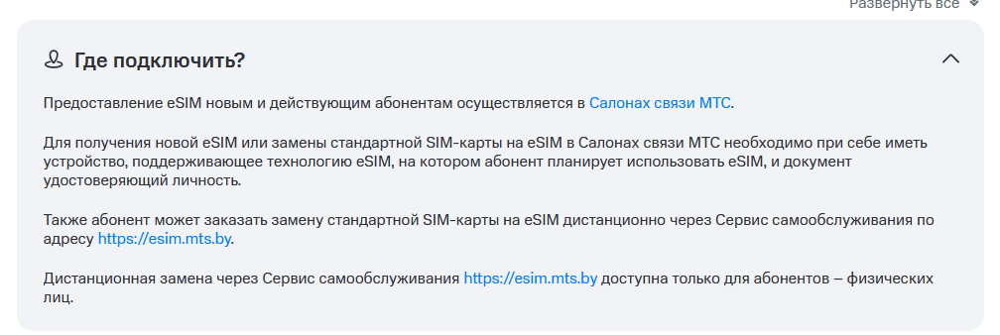 Развернуть все
Где подключить?
Предоставление eSIM новым и действующим абонентам осуществляется в Салонах связи МТС.
Для получения новой eSIM или замены стандартной SIM-карты на eSIM в Салонах связи МТС необходимо при себе иметь
устройство, поддерживающее технологию eSIM, на котором абонент планирует использовать eSIM, и документ
удостоверяющий личность.
Также абонент может заказать замену стандартной SIM-карты на eSIM дистанционно через Сервис самообслуживания по
адресу https://esim.mts.by.
Дистанционная замена через Сервис самообслуживания https://esim.mts.by доступна только для абонентов – физических
лиц.